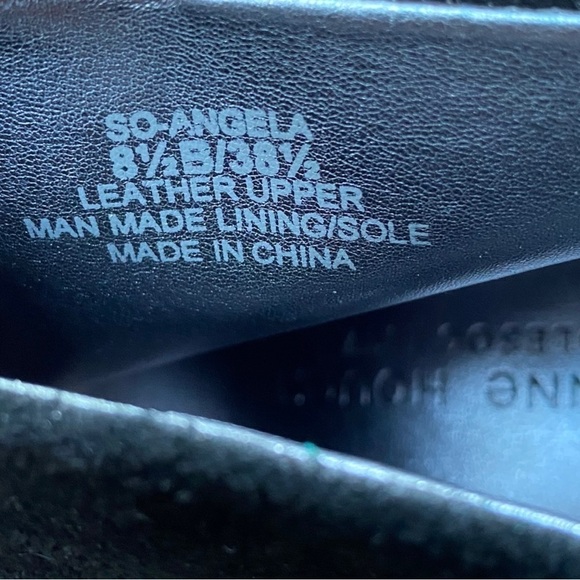 SO-ANGELA
8½B/38½
LEATHER UPPER
MAN MADE LINING/SOLE
MADE IN CHINA